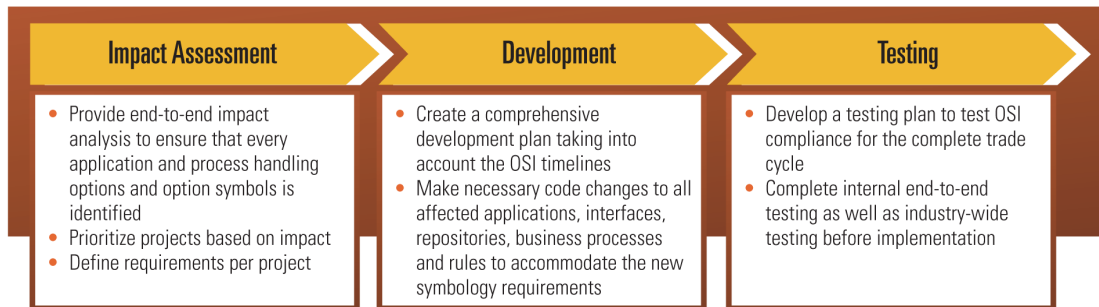 Impact Assessment
• Provide end-to-end impact
analysis to ensure that every
application and process handling
options and option symbols is
identified
• Prioritize projects based on impact
• Define requirements per project
Development
• Create a comprehensive
development plan taking into
account the OSI timelines
• Make necessary code changes to all
affected applications, interfaces,
repositories, business processes
and rules to accommodate the new
symbology requirements
Testing
• Develop a testing plan to test OSI
compliance for the complete trade
cycle
• Complete internal end-to-end
testing as well as industry-wide
testing before implementation